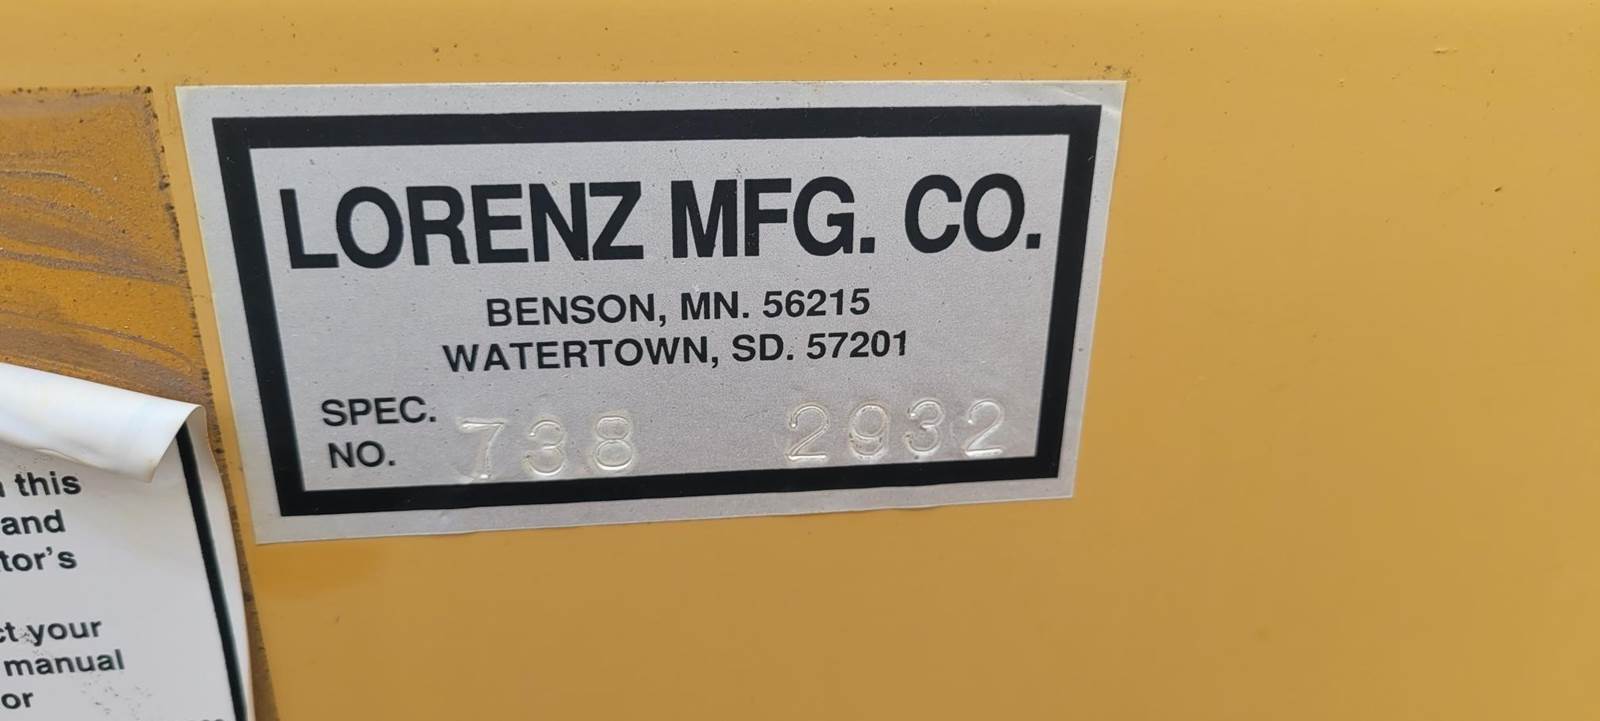 LORENZ MFG. CO.
BENSON, MN. 56215
WATERTOWN, SD. 57201
SPEC.
NO. 738 2932
this
and
tor's
ct your
manual
or